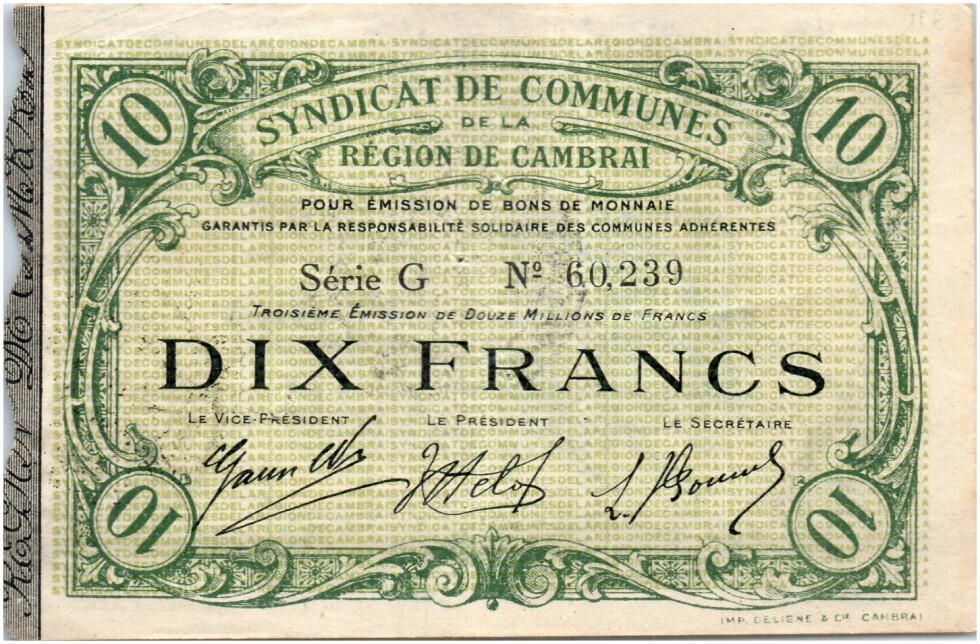 10 10
SYNDICAT DE COMMUNES
DE LA
RÉGION DE CAMBRAI
POUR ÉMISSION DE BONS DE MONNAIE
GARANTIS PAR LA RESPONSABILITÉ SOLIDAIRE DES COMMUNES ADHÉRENTES
Série G Nº 60,239
TROISIÈME ÉMISSION DE DOUZE MILLIONS DE FRANCS
DIX FRANCS
LE VICE-PRÉSIDENT LE PRÉSIDENT LE SECRÉTAIRE
10 10
IMP. DELIGNE & Cie CAMBRAI